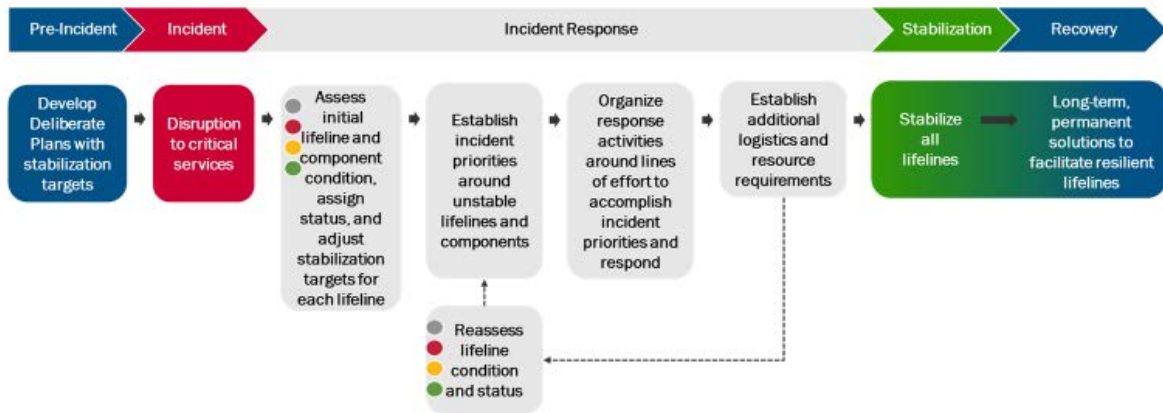 Pre-Incident
Incident
Incident Response
Stabilization
Recovery
Develop
Deliberate
Plans with
stabilization
targets
Disruption
to critical
services
Assess
initial
lifeline and
component
condition,
assign
status, and
adjust
stabilization
targets for
each lifeline
Establish
incident
priorities
around
unstable
lifelines and
components
Organize
response
activities
around lines
of effort to
accomplish
incident
priorities and
respond
Establish
additional
logistics and
resource
requirements
Stabilize
all
lifelines
Long-term,
permanent
solutions to
facilitate resilient
lifelines
Reassess
lifeline
condition
and status